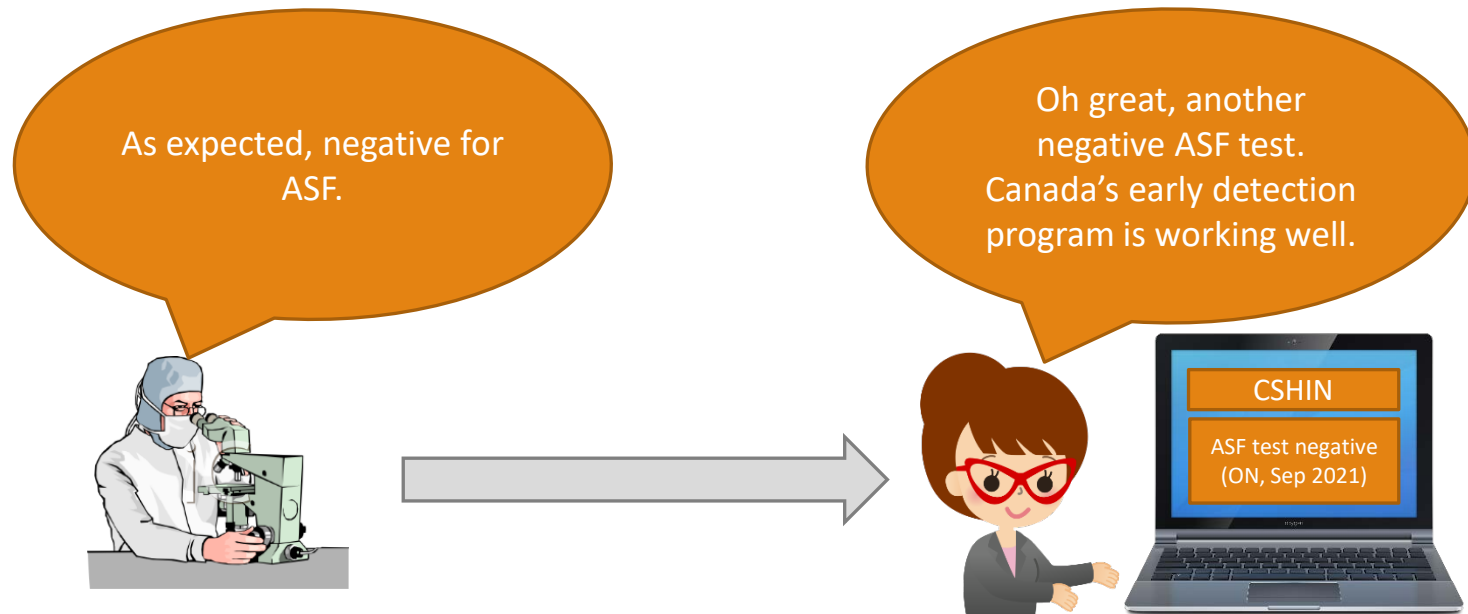 As expected, negative for
ASF.
Oh great, another
negative ASF test.
Canada’s early detection
program is working well.
CSHIN
ASF test negative
(ON, Sep 2021)